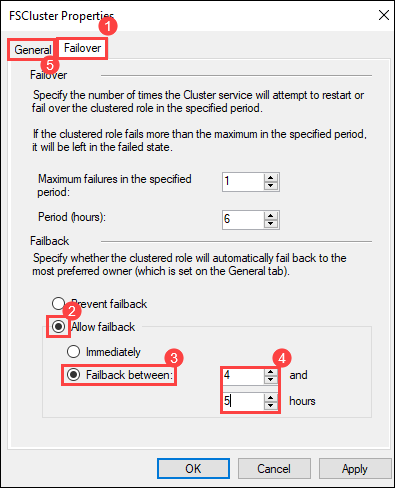 FSCluster Properties
1
General
Failover
5
Failover
Specify the number of times the Cluster service will attempt to restart or
fail over the clustered role in the specified period.
If the clustered role fails more than the maximum in the specified period,
it will be left in the failed state.
Maximum failures in the specified
period:
1
Period (hours):
6
Failback
Specify whether the clustered role will automatically fail back to the
most preferred owner (which is set on the General tab).
Prevent failback
2
Allow failback
Immediately
3
4
Failback between:
4
and
5
hours
OK
Cancel
Apply